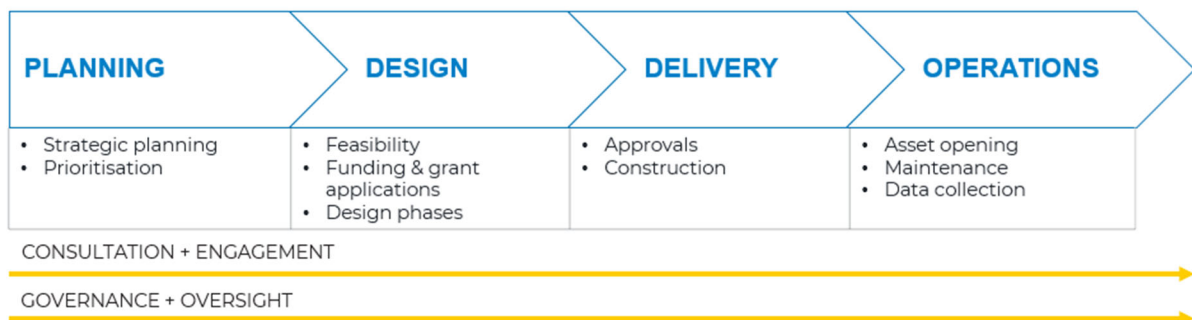 PLANNING
DESIGN
DELIVERY
OPERATIONS
• Strategic planning
• Prioritisation
• Feasibility
• Funding & grant
applications
• Design phases
• Approvals
• Construction
• Asset opening
• Maintenance
• Data collection
CONSULTATION + ENGAGEMENT
GOVERNANCE + OVERSIGHT